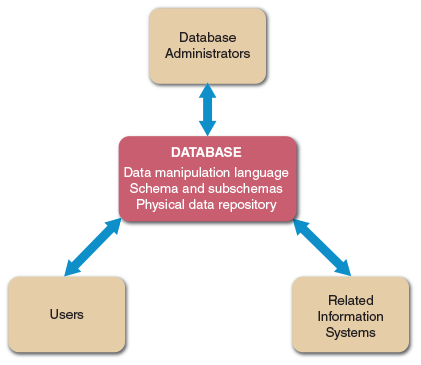 Database
Administrators
DATABASE
Data manipulation language
Schema and subschemas
Physical data repository
Users
Related
Information
Systems